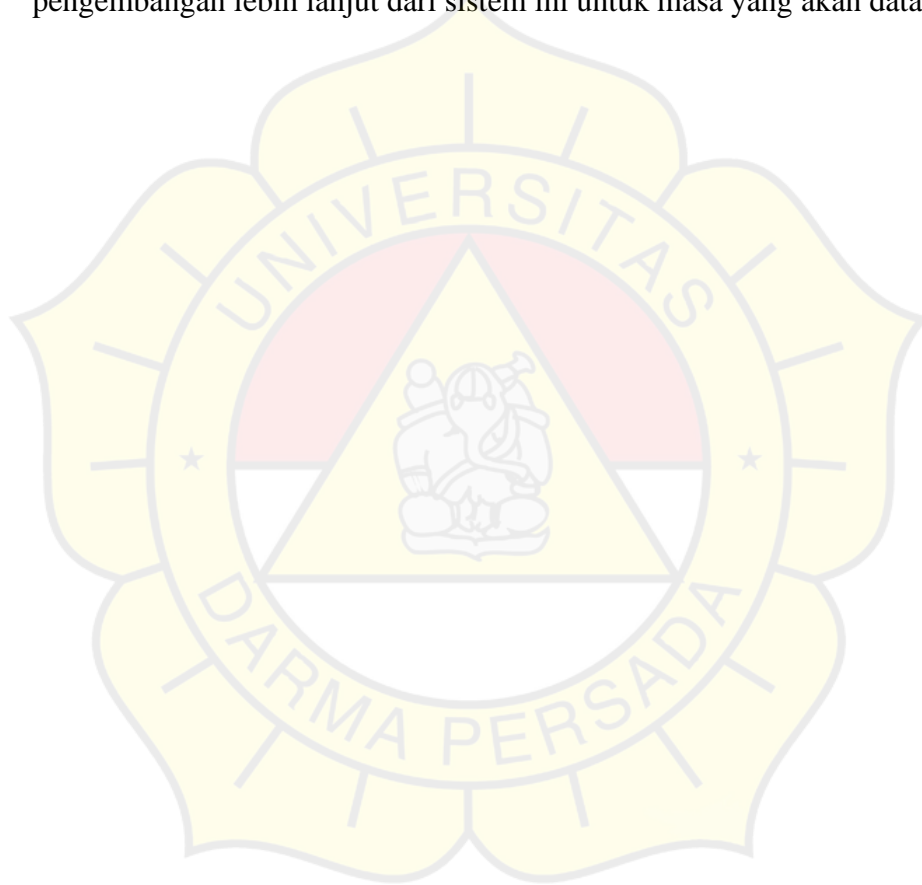 pengembangan lebih lanjut dari sistem ini untuk masa yang akan data
UNIVERSITAS
DARMA PERSADA